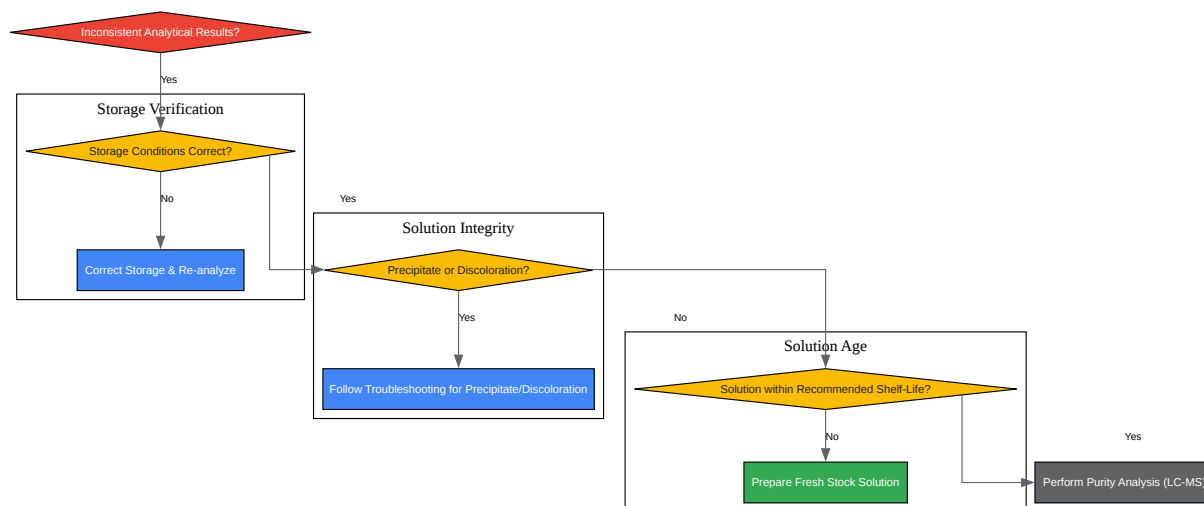 Inconsistent Analytical Results?
Yes
Storage Verification
Storage Conditions Correct?
No
Correct Storage & Re-analyze
Yes
Solution Integrity
Precipitate or Discoloration?
Yes
Follow Troubleshooting for Precipitate/Discoloration
No
Solution Age
Solution within Recommended Shelf-Life?
No
Prepare Fresh Stock Solution
Yes
Perform Purity Analysis (LC-MS)